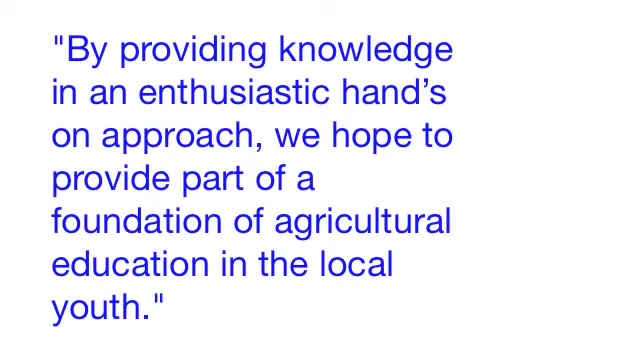 "By providing knowledge
in an enthusiastic hand’s
on approach, we hope to
provide part of a
foundation of agricultural
education in the local
youth."